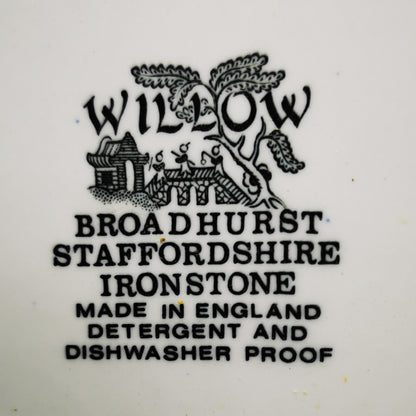 WILLOW
BROADHURST
STAFFORDSHIRE
IRONSTONE
MADE IN ENGLAND
DETERGENT AND
DISHWASHER PROOF